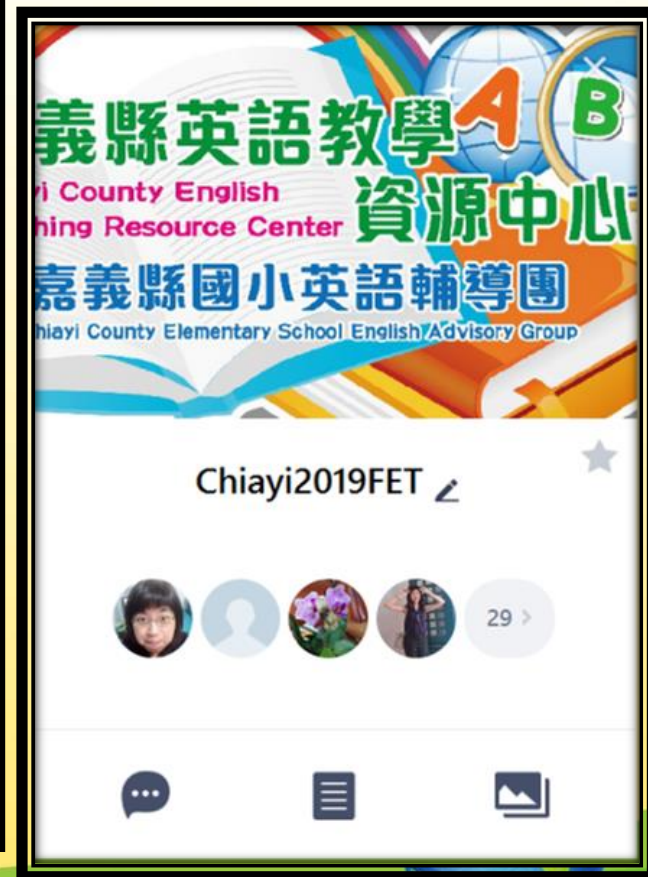 義縣英語教學
A B
i County English
hing Resource Center
資源中心
嘉義縣國小英語輔導團
hiayi County Elementary School English Advisory Group
Chiayi2019FET
29 >